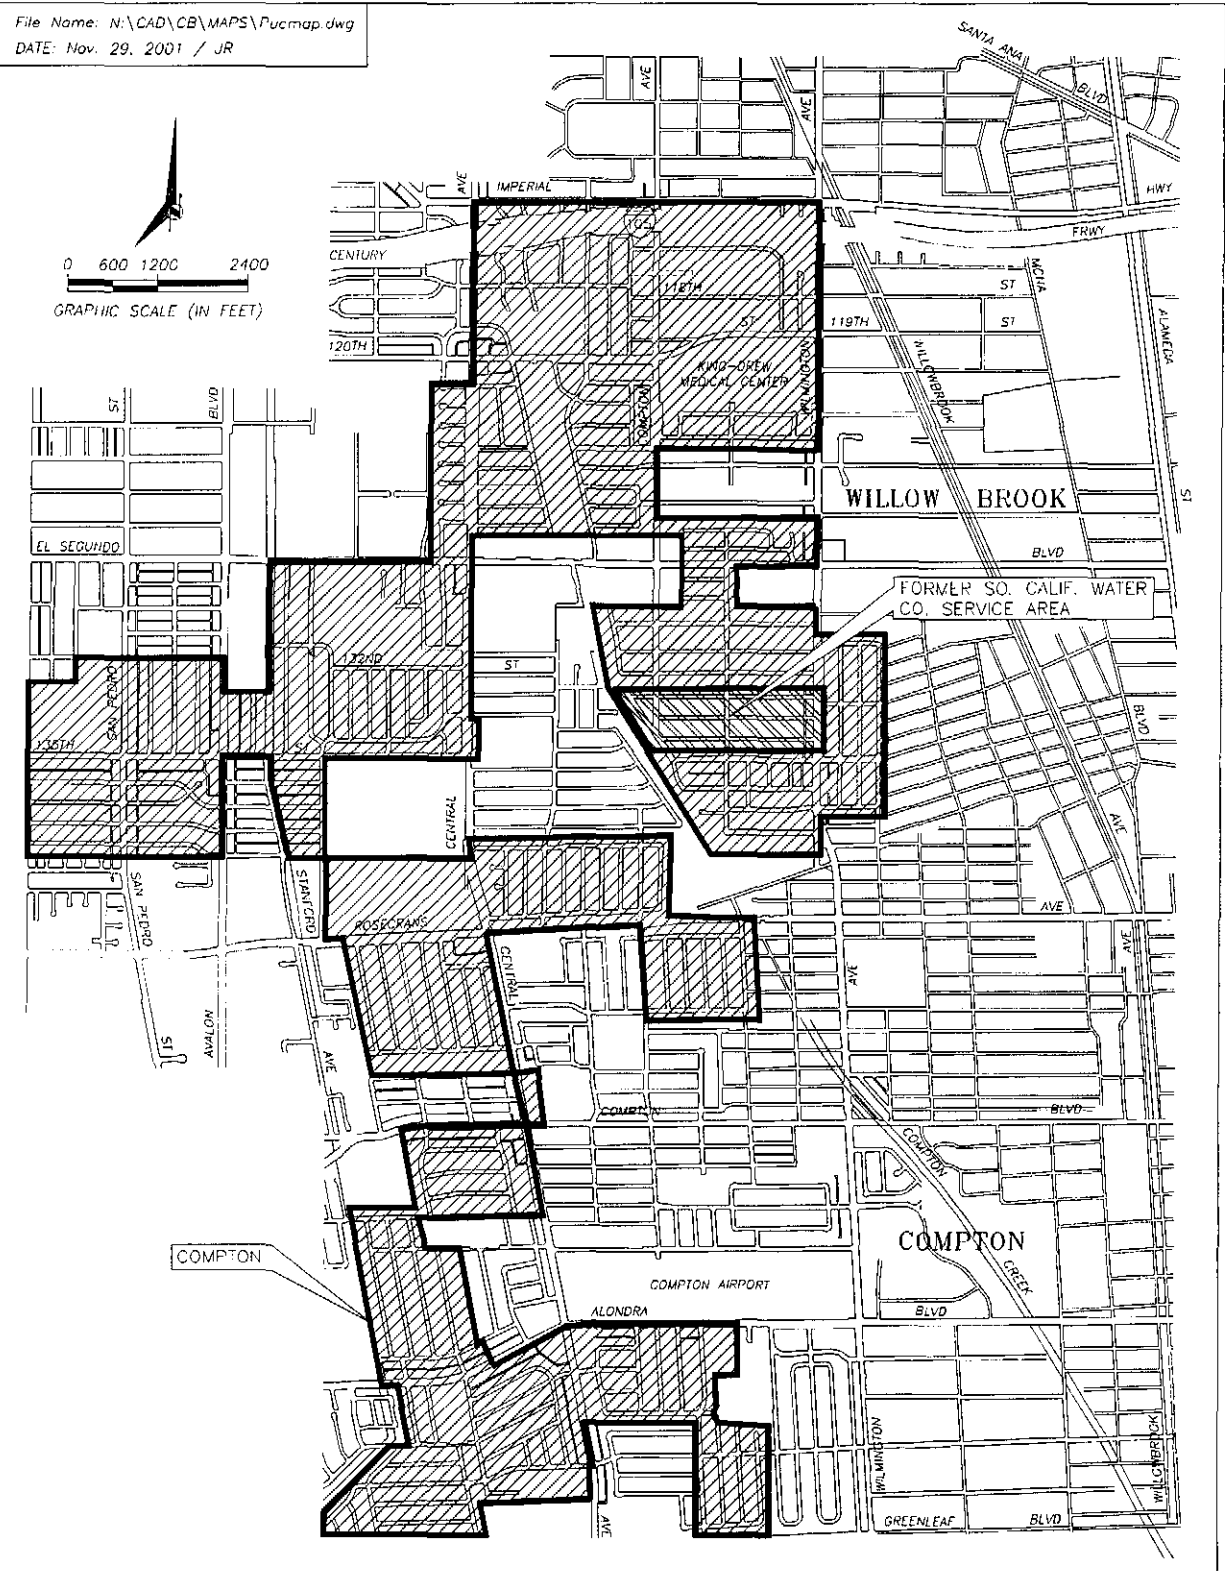 File Name: N:\CAD\CB\MAPS\Pucmap.dwg
DATE: Nov. 29, 2001 / JR
SANTA ANA
BLVD
AVE
AVE
AVE
IMPERIAL
HWY
105
FRWY
CENTURY
0 600 1200 2400
GRAPHIC SCALE (IN FEET)
118TH
ST
MONA
ST
119TH
ST
120TH
ALAMEDA
WILLOWBROOK
KING-DREW
MEDICAL CENTER
WILMINGTON
COMPTON
ST
BLVD
WILLOW BROOK
ST
EL SEGUNDO
BLVD
FORMER SO. CALIF. WATER
CO. SERVICE AREA
132ND
ST
SAN PEDRO
135TH
ST
BLVD
CENTRAL
AVE
SAN PEDRO
STANFORD
ROSECRANS
AVE
AVE
CENTRAL
AVE
AVALON
ST
AVE
COMPTON
BLVD
COMPTON
CREEK
COMPTON
COMPTON
COMPTON AIRPORT
ALONDRA
BLVD
WILMINGTON
WILLOWBROOK
AVE
GREENLEAF
BLVD